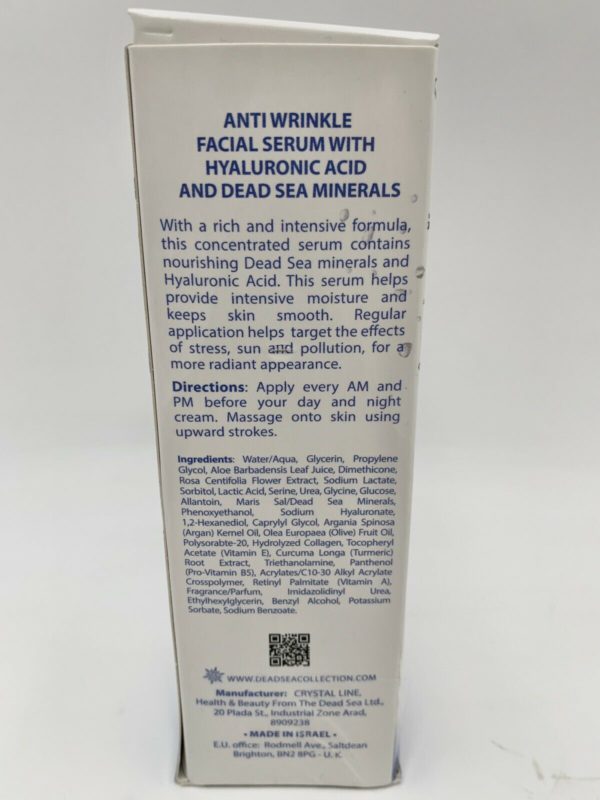 ANTI WRINKLE
FACIAL SERUM WITH
HYALURONIC ACID
AND DEAD SEA MINERALS
With a rich and intensive formula,
this concentrated serum contains
nourishing Dead Sea minerals and
Hyaluronic Acid. This serum helps
provide intensive moisture and
keeps skin smooth. Regular
application helps target the effects
of stress, sun and pollution, for a
more radiant appearance.
Directions: Apply every AM and
PM before your day and night
cream. Massage onto skin using
upward strokes.
Ingredients: Water/Aqua, Glycerin, Propylene
Glycol, Aloe Barbadensis Leaf Juice, Dimethicone,
Rosa Centifolia Flower Extract, Sodium Lactate,
Sorbitol, Lactic Acid, Serine, Urea, Glycine, Glucose,
Allantoin, Maris Sal/Dead Sea Minerals,
Phenoxyethanol, Sodium Hyaluronate,
1,2-Hexanediol, Caprylyl Glycol, Argania Spinosa
(Argan) Kernel Oil, Olea Europaea (Olive) Fruit Oil,
Polysorabte-20, Hydrolyzed Collagen, Tocopheryl
Acetate (Vitamin E), Curcuma Longa (Turmeric)
Root Extract, Triethanolamine, Panthenol
(Pro-Vitamin B5), Acrylates/C10-30 Alkyl Acrylate
Crosspolymer, Retinyl Palmitate (Vitamin A),
Fragrance/Parfum, Imidazolidinyl Urea,
Ethylhexylglycerin, Benzyl Alcohol, Potassium
Sorbate, Sodium Benzoate.
WWW.DEADSEACOLLECTION.COM
Manufacturer: CRYSTAL LINE,
Health & Beauty From The Dead Sea Ltd.,
20 Plada St., Industrial Zone Arad,
8909238
• MADE IN ISRAEL •
E.U. office: Rodmell Ave., Saltdean
Brighton, BN2 8PG - U. K